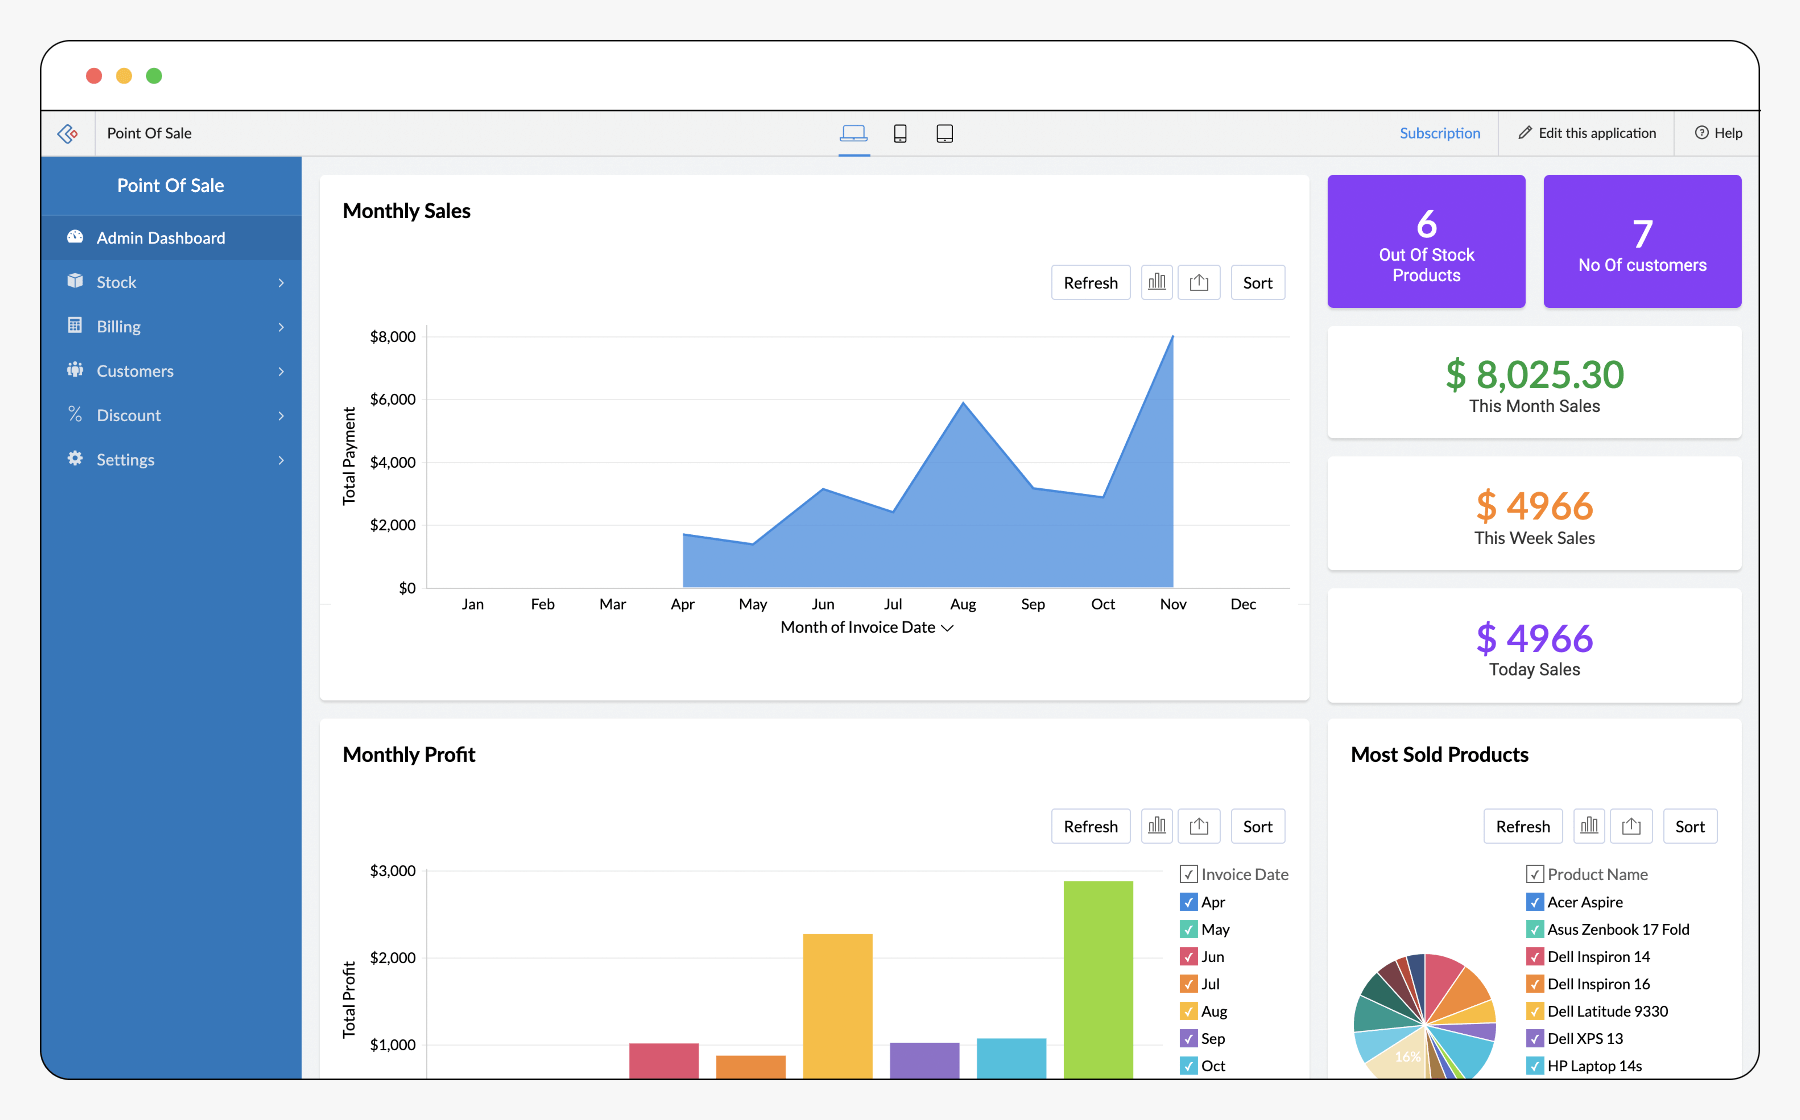 Point Of Sale
Subscription
Edit this application
Help
Point Of Sale
Admin Dashboard
Stock
Billing
Customers
Discount
Settings
Monthly Sales
Refresh
Sort
Total Payment
$8,000
$6,000
$4,000
$2,000
$0
Jan Feb Mar Apr May Jun Jul Aug Sep Oct Nov Dec
Month of Invoice Date
6
Out Of Stock
Products
7
No Of customers
$ 8,025.30
This Month Sales
$ 4966
This Week Sales
$ 4966
Today Sales
Monthly Profit
Refresh
Sort
Total Profit
$3,000
$2,000
$1,000
Invoice Date
Apr
May
Jun
Jul
Aug
Sep
Oct
Most Sold Products
Refresh
Sort
16%
Product Name
Acer Aspire
Asus Zenbook 17 Fold
Dell Inspiron 14
Dell Inspiron 16
Dell Latitude 9330
Dell XPS 13
HP Laptop 14s